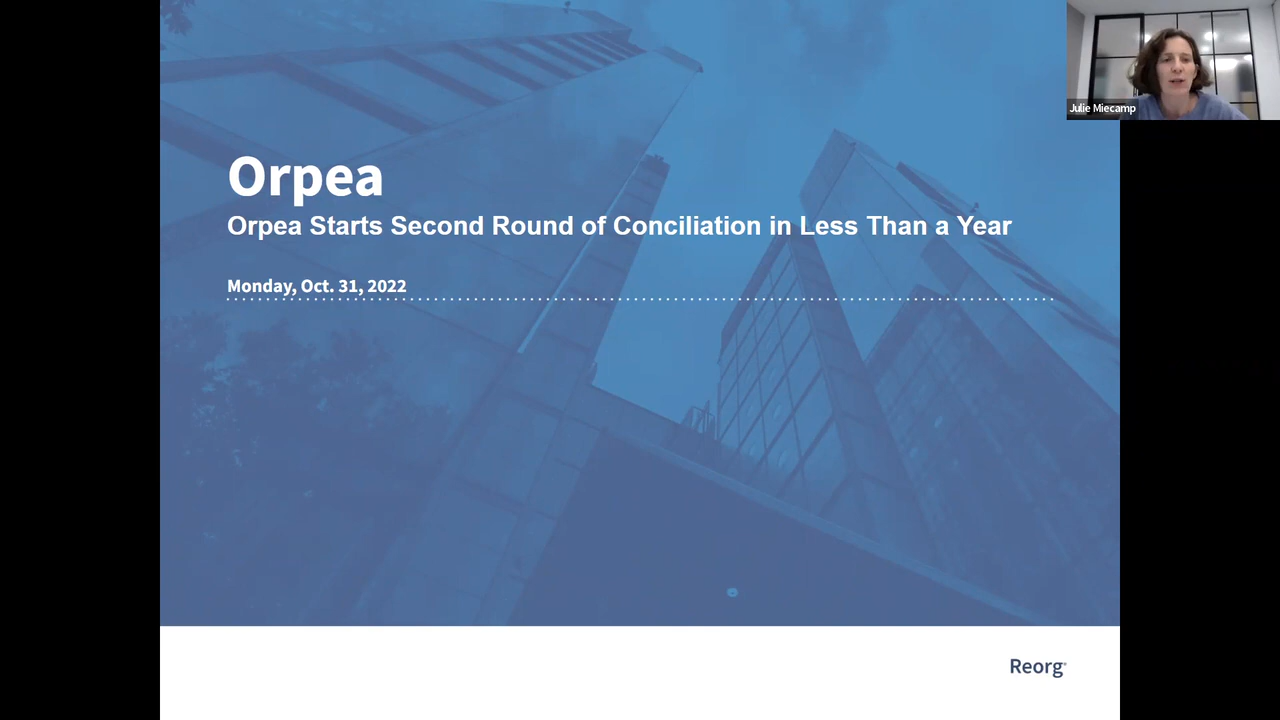 Julie Miecamp
Orpea
Orpea Starts Second Round of Conciliation in Less Than a Year
Monday, Oct. 31, 2022
Reorg